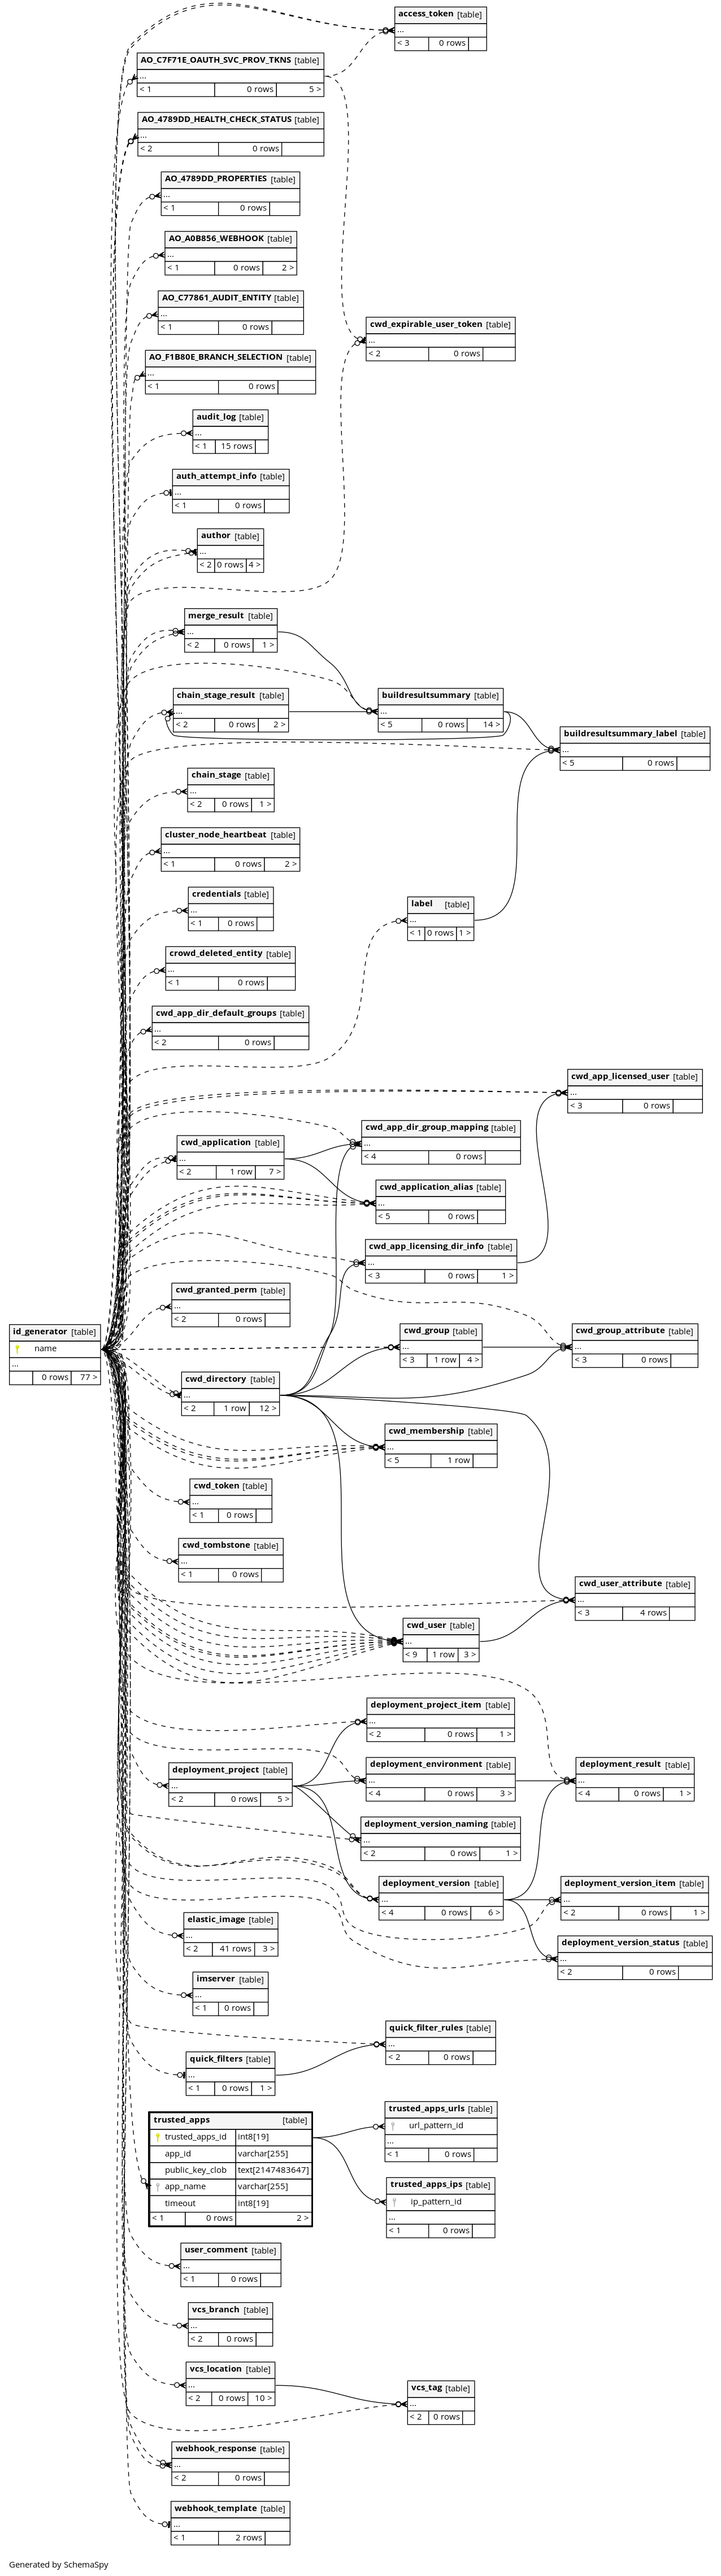 access_token [table]
...
< 3 0 rows
AO_C7F71E_OAUTH_SVC_PROV_TKNS [table]
...
< 1 0 rows 5 >
AO_4789DD_HEALTH_CHECK_STATUS [table]
...
< 2 0 rows
AO_4789DD_PROPERTIES [table]
...
< 1 0 rows
AO_A0B856_WEBHOOK [table]
...
< 1 0 rows 2 >
AO_C77861_AUDIT_ENTITY [table]
...
< 1 0 rows
cwd_expirable_user_token [table]
...
< 2 0 rows
AO_F1B80E_BRANCH_SELECTION [table]
...
< 1 0 rows
audit_log [table]
...
< 1 15 rows
auth_attempt_info [table]
...
< 1 0 rows
author [table]
...
< 2 0 rows 4 >
merge_result [table]
...
< 2 0 rows 1 >
chain_stage_result [table]
...
< 2 0 rows 2 >
buildresultsummary [table]
...
< 5 0 rows 14 >
buildresultsummary_label [table]
...
< 5 0 rows
chain_stage [table]
...
< 2 0 rows 1 >
cluster_node_heartbeat [table]
...
< 1 0 rows 2 >
credentials [table]
...
< 1 0 rows
label [table]
...
< 1 0 rows 1 >
crowd_deleted_entity [table]
...
< 1 0 rows
cwd_app_dir_default_groups [table]
...
< 2 0 rows
cwd_app_licensed_user [table]
...
< 3 0 rows
cwd_app_dir_group_mapping [table]
...
< 4 0 rows
cwd_application [table]
...
< 2 1 row 7 >
cwd_application_alias [table]
...
< 5 0 rows
cwd_app_licensing_dir_info [table]
...
< 3 0 rows 1 >
cwd_granted_perm [table]
...
< 2 0 rows
id_generator [table]
name
...
0 rows 77 >
cwd_group [table]
...
< 3 1 row 4 >
cwd_group_attribute [table]
...
< 3 0 rows
cwd_directory [table]
...
< 2 1 row 12 >
cwd_membership [table]
...
< 5 1 row
cwd_token [table]
...
< 1 0 rows
cwd_tombstone [table]
...
< 1 0 rows
cwd_user_attribute [table]
...
< 3 4 rows
cwd_user [table]
...
< 9 1 row 3 >
deployment_project_item [table]
...
< 2 0 rows 1 >
deployment_project [table]
...
< 2 0 rows 5 >
deployment_environment [table]
...
< 4 0 rows 3 >
deployment_result [table]
...
< 4 0 rows 1 >
deployment_version_naming [table]
...
< 2 0 rows 1 >
deployment_version [table]
...
< 4 0 rows 6 >
deployment_version_item [table]
...
< 2 0 rows 1 >
elastic_image [table]
...
< 2 41 rows 3 >
deployment_version_status [table]
...
< 2 0 rows
imserver [table]
...
< 1 0 rows
quick_filter_rules [table]
...
< 2 0 rows
quick_filters [table]
...
< 1 0 rows 1 >
trusted_apps [table]
trusted_apps_id int8[19]
app_id varchar[255]
public_key_clob text[2147483647]
app_name varchar[255]
timeout int8[19]
< 1 0 rows 2 >
trusted_apps_urls [table]
url_pattern_id
...
< 1 0 rows
trusted_apps_ips [table]
ip_pattern_id
...
< 1 0 rows
user_comment [table]
...
< 1 0 rows
vcs_branch [table]
...
< 2 0 rows
vcs_location [table]
...
< 2 0 rows 10 >
vcs_tag [table]
...
< 2 0 rows
webhook_response [table]
...
< 2 0 rows
webhook_template [table]
...
< 1 2 rows
Generated by SchemaSpy